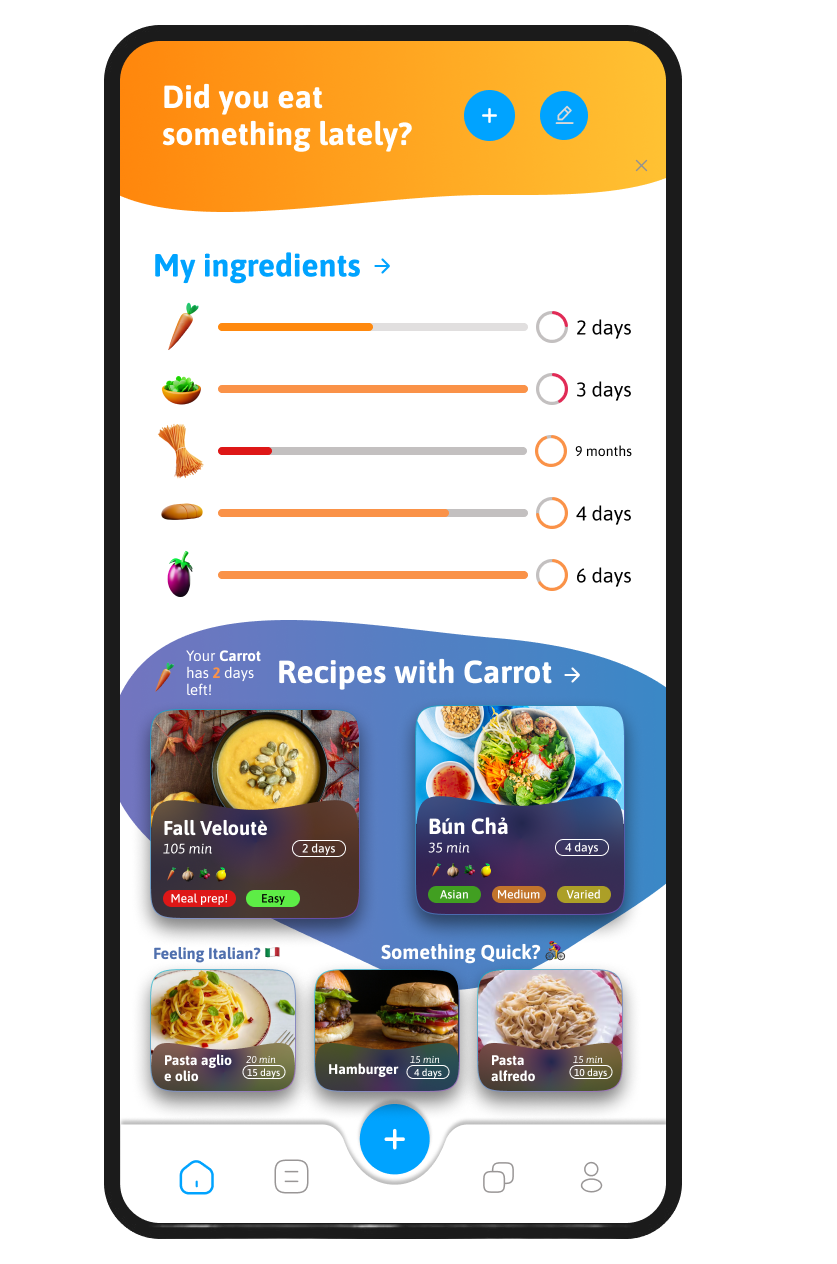 Did you eat
something lately?
My ingredients
2 days
3 days
9 months
4 days
6 days
Your Carrot
has 2 days
left!
Recipes with Carrot
Fall Veloutè
105 min
2 days
Meal prep!
Easy
Bún Chả
35 min
4 days
Asian
Medium
Varied
Feeling Italian?
Something Quick?
Pasta aglio
e olio
20 min
15 days
Hamburger
15 min
4 days
Pasta
alfredo
15 min
10 days